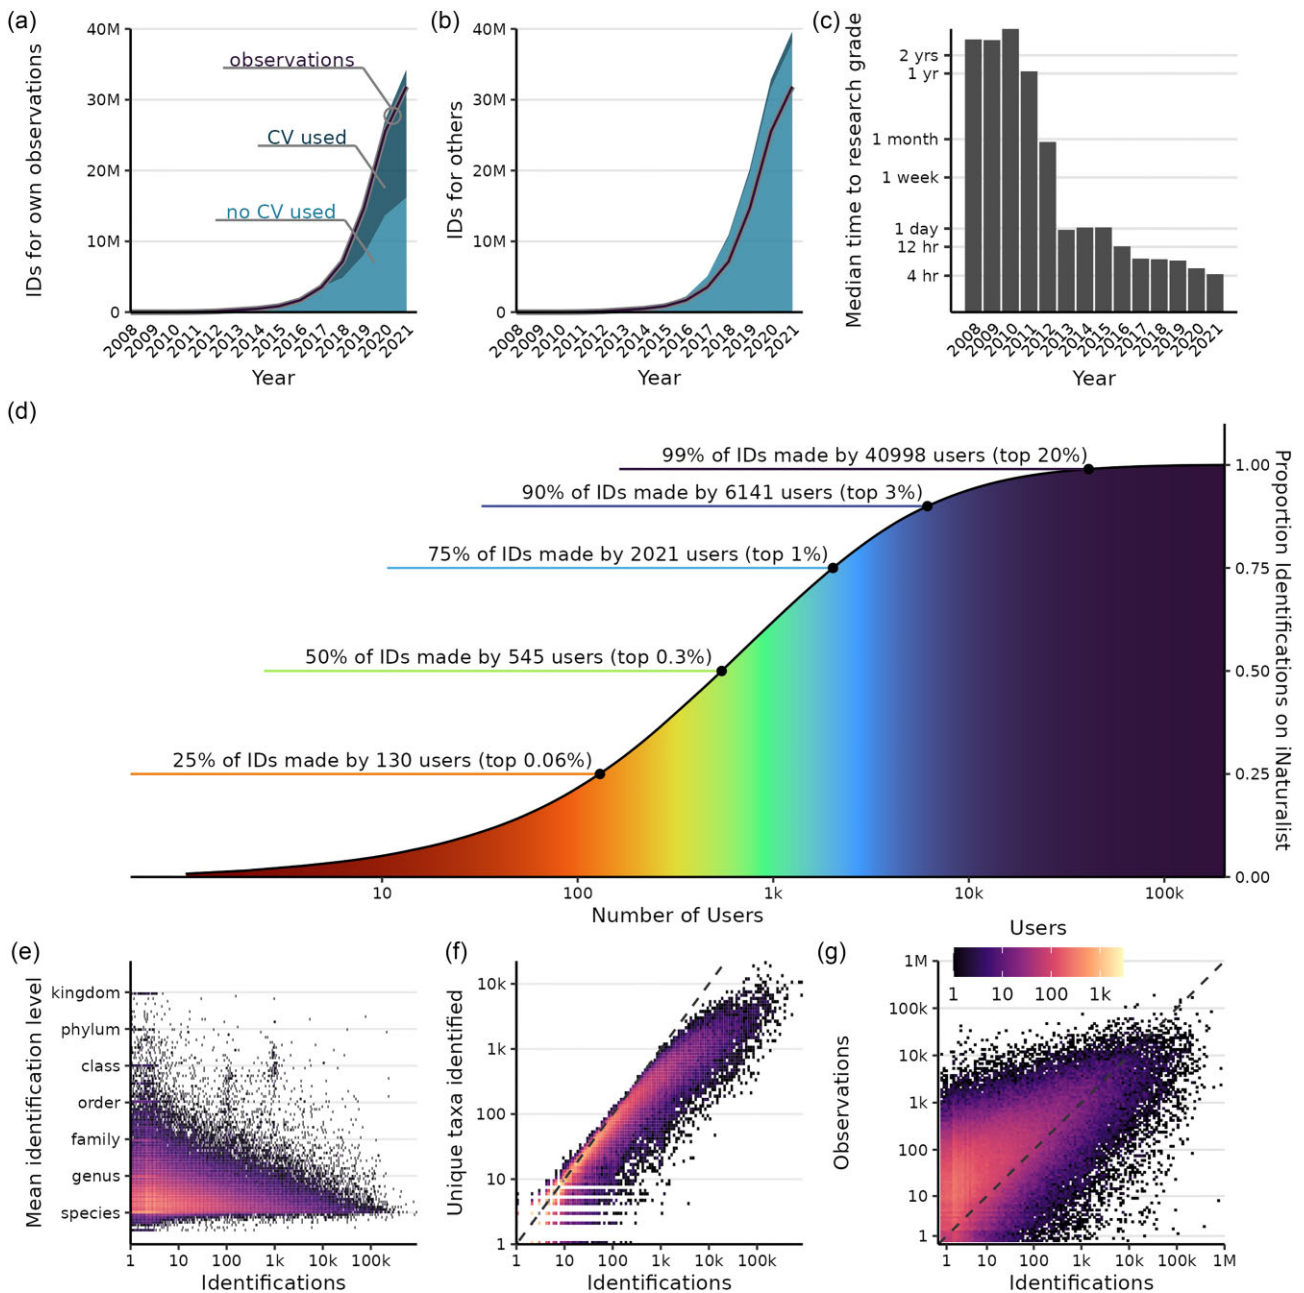 (a)
IDs for own observations
40M
30M
20M
10M
0
observations
CV used
no CV used
2008
2009
2010
2011
2012
2013
2014
2015
2016
2017
2018
2019
2020
2021
Year
(b)
IDs for others
40M
30M
20M
10M
0
2008
2009
2010
2011
2012
2013
2014
2015
2016
2017
2018
2019
2020
2021
Year
(c)
Median time to research grade
2 yrs
1 yr
1 month
1 week
1 day
12 hr
4 hr
2008
2009
2010
2011
2012
2013
2014
2015
2016
2017
2018
2019
2020
2021
Year
(d)
99% of IDs made by 40998 users (top 20%)
90% of IDs made by 6141 users (top 3%)
75% of IDs made by 2021 users (top 1%)
50% of IDs made by 545 users (top 0.3%)
25% of IDs made by 130 users (top 0.06%)
1.00
0.75
0.50
0.25
0.00
Proportion Identifications on iNaturalist
10
100
1k
10k
100k
Number of Users
(e)
Mean identification level
kingdom
phylum
class
order
family
genus
species
1
10
100
1k
10k
100k
Identifications
(f)
Unique taxa identified
10k
1k
100
10
1
1
10
100
1k
10k
100k
Identifications
(g)
Users
1
10
100
1k
Observations
1M
100k
10k
1k
100
10
1
1
10
100
1k
10k
100k
1M
Identifications